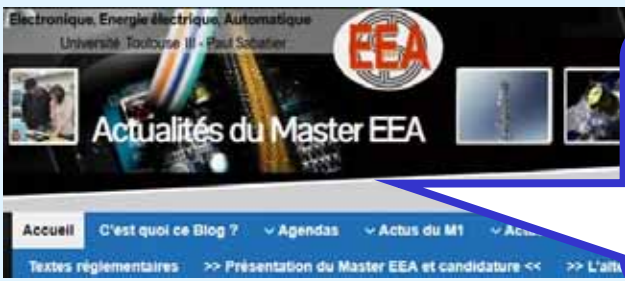 Electronique, Energie électrique, Automatique
Université Toulouse III - Paul Sabatier
EEA
Actualités du Master EEA
Accueil C'est quoi ce Blog ? Agendas Actus du M1
Textes réglementaires >> Présentation du Master EEA et candidature << >>